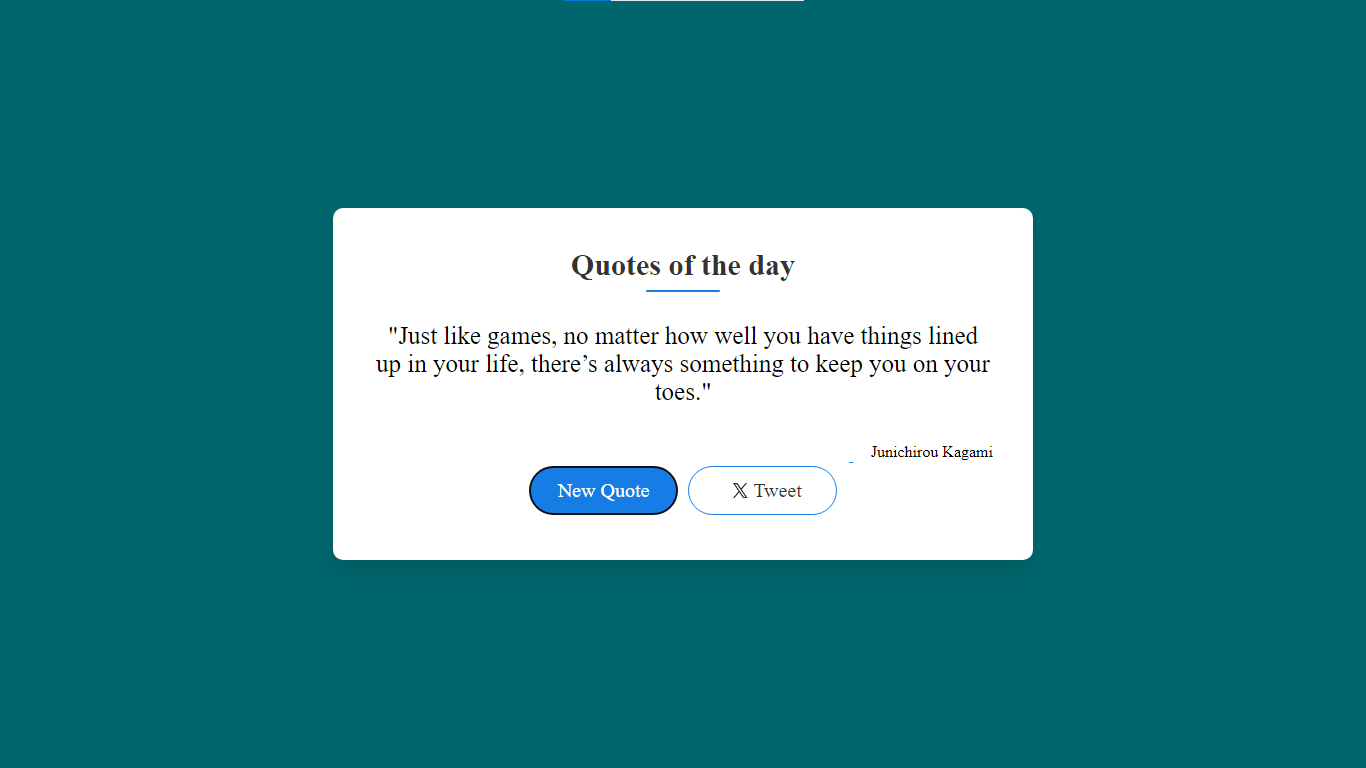 Quotes of the day
"Just like games, no matter how well you have things lined
up in your life, there’s always something to keep you on your
toes."
Junichirou Kagami
New Quote
𝕏 Tweet